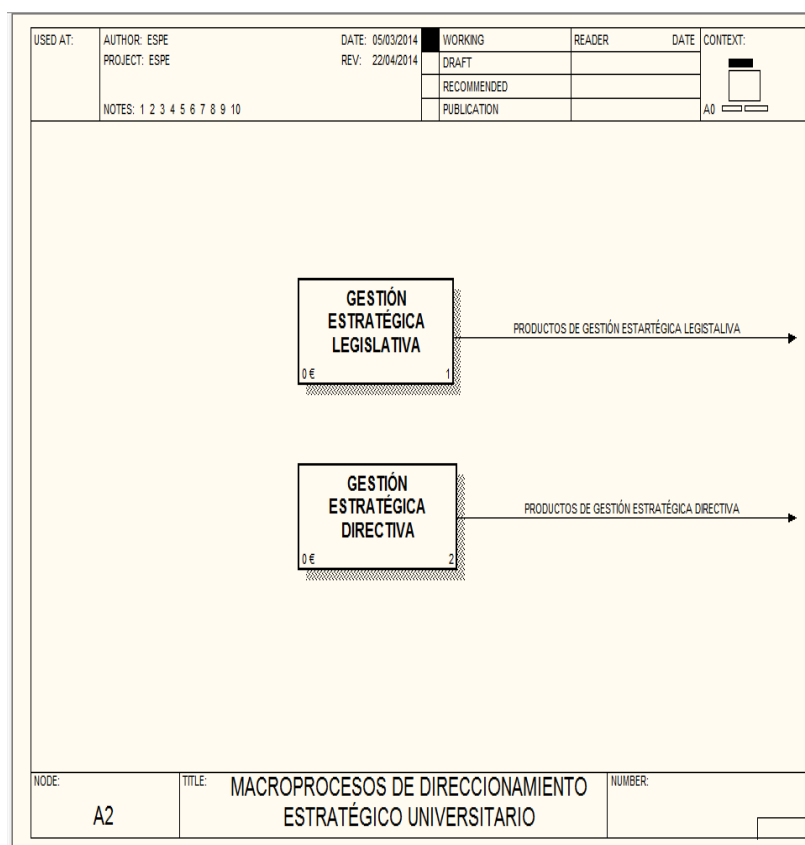 USED AT:
AUTHOR: ESPE
DATE: 05/03/2014
WORKING
READER
DATE
CONTEXT:
PROJECT: ESPE
REV: 22/04/2014
DRAFT
RECOMMENDED
NOTES: 1 2 3 4 5 6 7 8 9 10
PUBLICATION
A0
GESTIÓN
ESTRATÉGICA
LEGISLATIVA
0 €
1
PRODUCTOS DE GESTIÓN ESTARTÉGICA LEGISTALIVA
GESTIÓN
ESTRATÉGICA
DIRECTIVA
0 €
2
PRODUCTOS DE GESTIÓN ESTRATÉGICA DIRECTIVA
NODE:
A2
TITLE:
MACROPROCESOS DE DIRECCIONAMIENTO
ESTRATÉGICO UNIVERSITARIO
NUMBER: